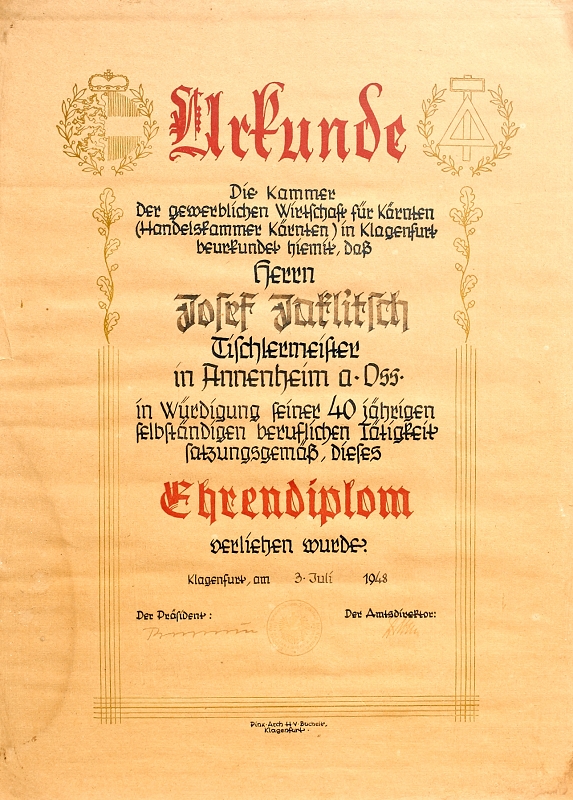 Urkunde
Die Kammer
der gewerblichen Wirtschaft für Kärnten
(Handelskammer Kärnten) in Klagenfurt
beurkundet hiemit, daß
Herrn
Josef Jaklitsch
Tischlermeister
in Annenheim a. Oss.
in Würdigung seiner 40 jährigen
selbständigen beruflichen Tätigkeit
satzungsgemäß, dieses
Ehrendiplom
verliehen wurde.
Klagenfurt, am 3. Juli 1948
Der Präsident: Der Amtsdirektor:
Pinx. Arch. H. V. Bucheit,
Klagenfurt.